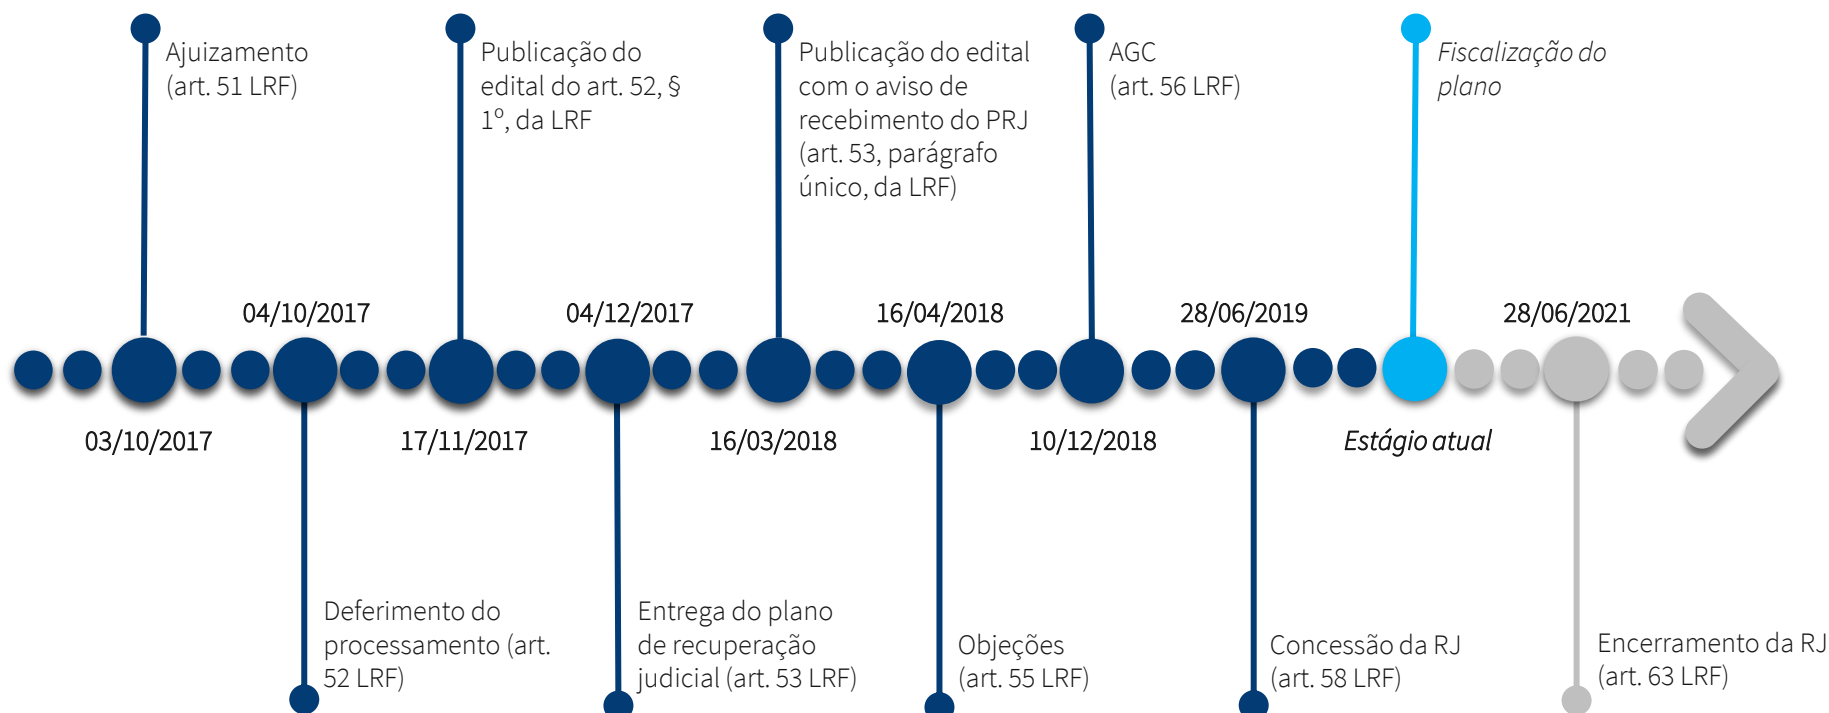 Ajuizamento
(art. 51 LRF)
Publicação do
edital do art. 52, §
1º, da LRF
Publicação do edital
com o aviso de
recebimento do PRJ
(art. 53, parágrafo
único, da LRF)
AGC
(art. 56 LRF)
Fiscalização do
plano
04/10/2017
04/12/2017
16/04/2018
28/06/2019
28/06/2021
03/10/2017
17/11/2017
16/03/2018
10/12/2018
Estágio atual
Deferimento do
processamento (art.
52 LRF)
Entrega do plano
de recuperação
judicial (art. 53 LRF)
Objeções
(art. 55 LRF)
Concessão da RJ
(art. 58 LRF)
Encerramento da RJ
(art. 63 LRF)